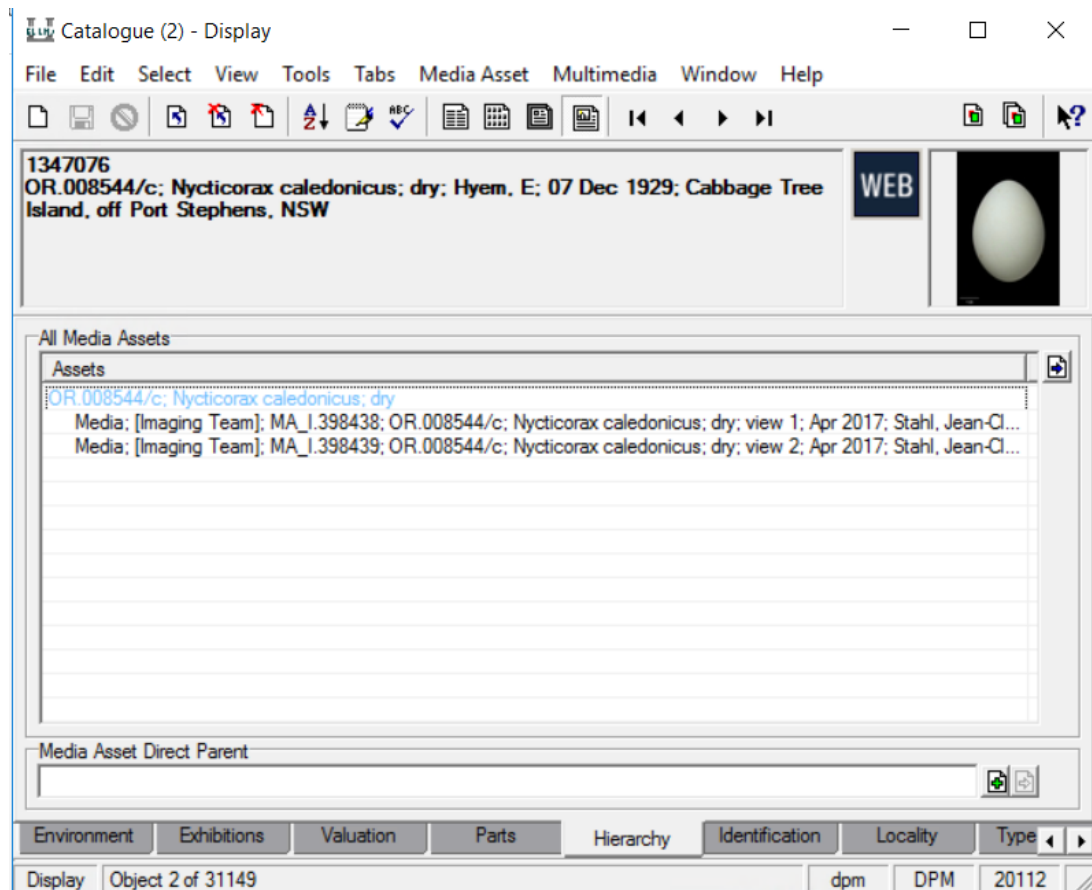 Catalogue (2) - Display
File Edit Select View Tools Tabs Media Asset Multimedia Window Help
1347076
OR.008544/c; Nycticorax caledonicus; dry; Hyem, E; 07 Dec 1929; Cabbage Tree
Island, off Port Stephens, NSW
WEB
All Media Assets
Assets
OR.008544/c; Nycticorax caledonicus; dry
Media; [Imaging Team]; MA_I.398438; OR.008544/c; Nycticorax caledonicus; dry; view 1; Apr 2017; Stahl, Jean-Cl...
Media; [Imaging Team]; MA_I.398439; OR.008544/c; Nycticorax caledonicus; dry; view 2; Apr 2017; Stahl, Jean-Cl...
Media Asset Direct Parent
Environment Exhibitions Valuation Parts Hierarchy Identification Locality Type
Display Object 2 of 31149 dpm DPM 20112